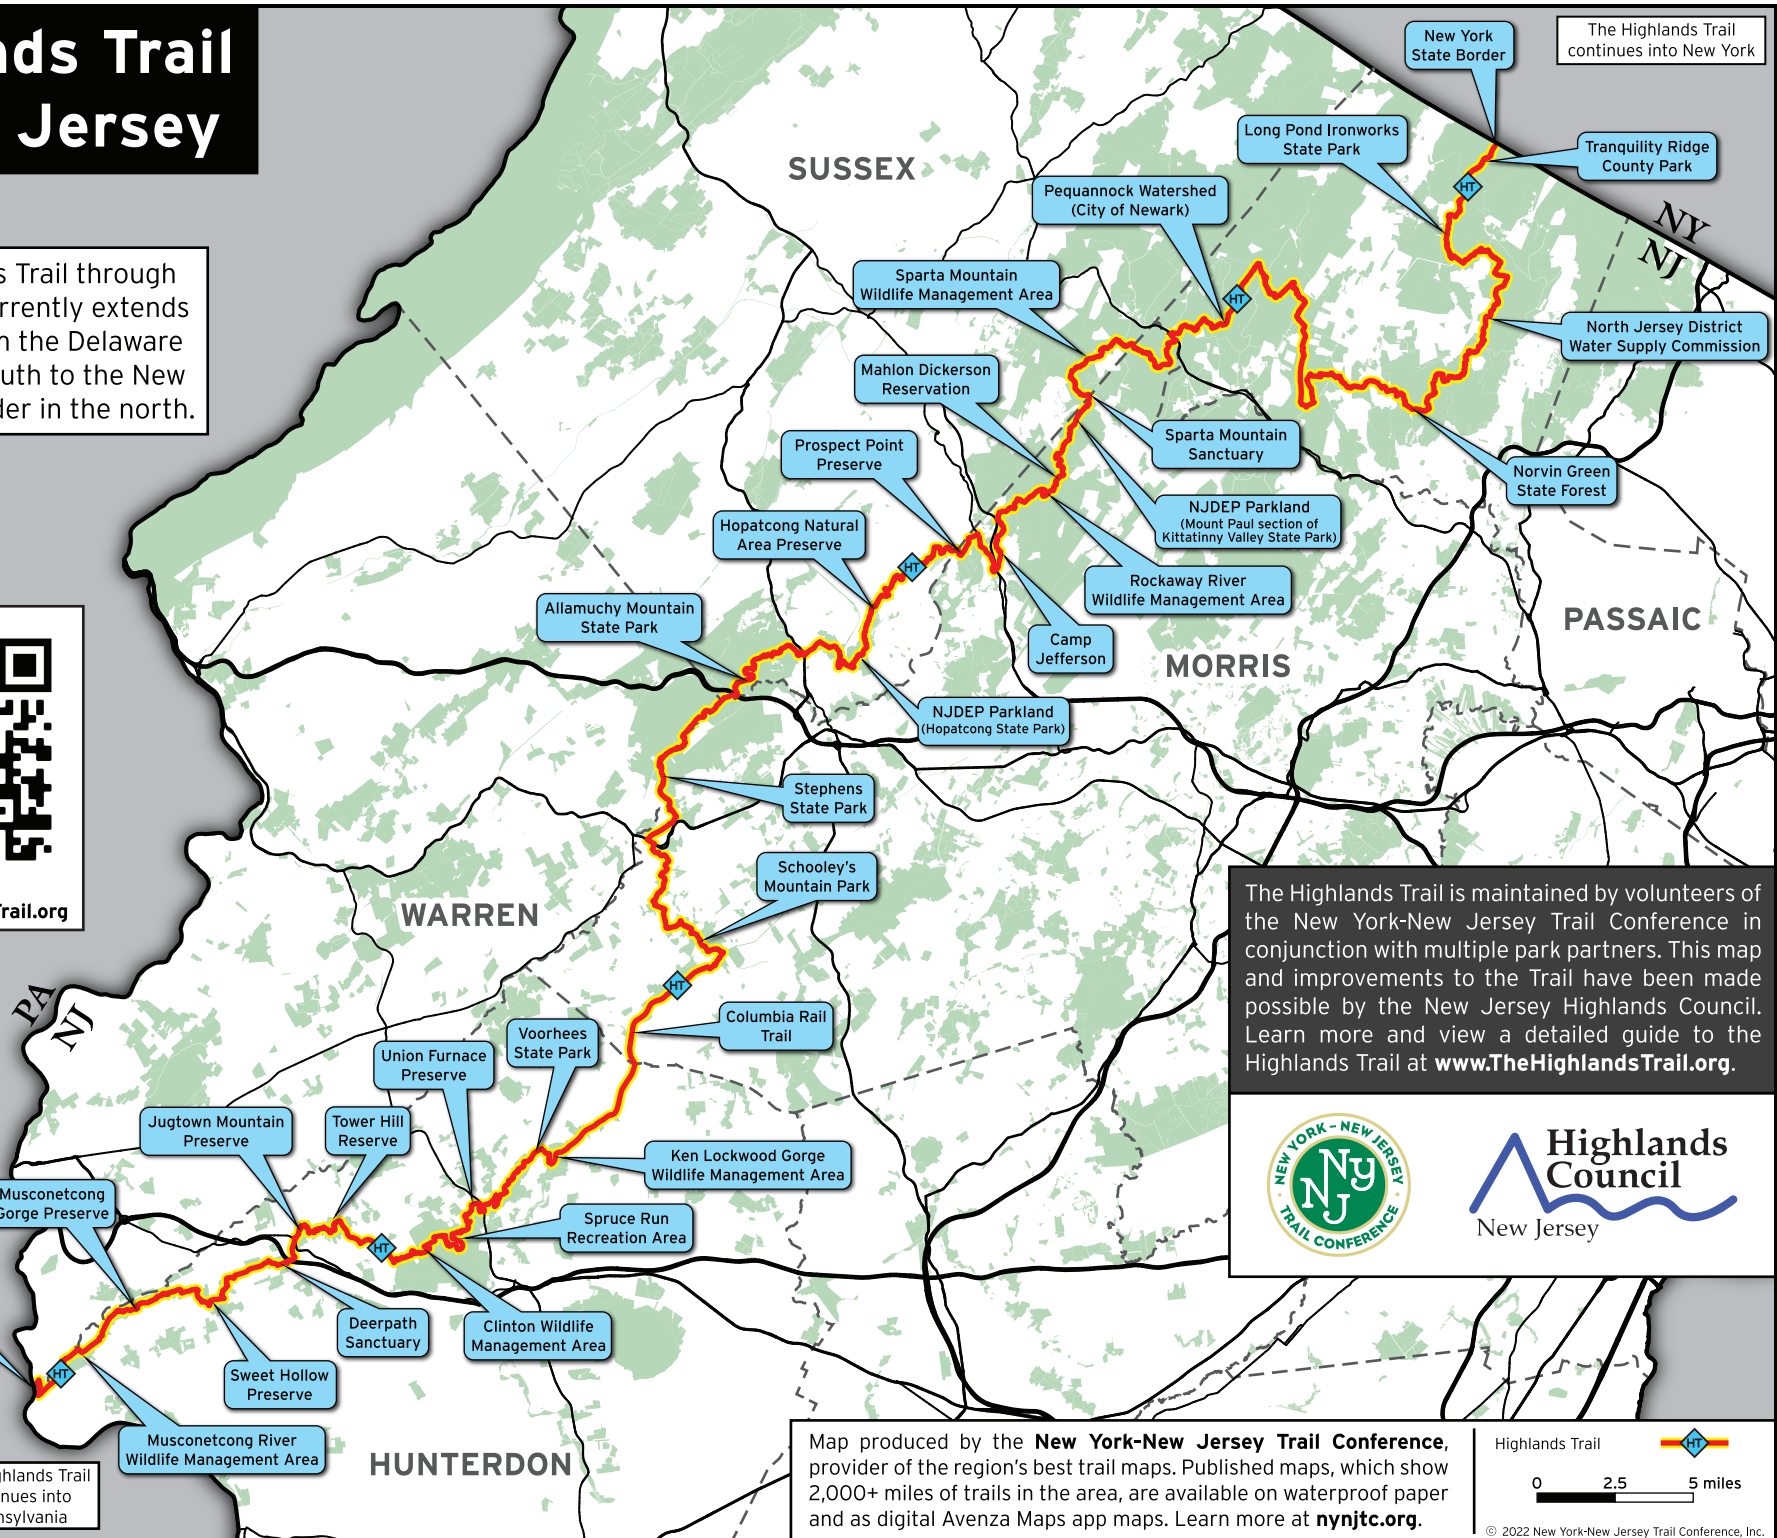 nds Trail
Jersey
s Trail through
rrently extends
n the Delaware
uth to the New
der in the north.
Trail.org
PA
NJ
New York
State Border
The Highlands Trail
continues into New York
Long Pond Ironworks
State Park
Tranquility Ridge
County Park
SUSSEX
Pequannock Watershed
(City of Newark)
HT
NY
NJ
Sparta Mountain
Wildlife Management Area
HT
North Jersey District
Water Supply Commission
Mahlon Dickerson
Reservation
Sparta Mountain
Sanctuary
Prospect Point
Preserve
Norvin Green
State Forest
NJDEP Parkland
(Mount Paul section of
Kittatinny Valley State Park)
Hopatcong Natural
Area Preserve
HT
Rockaway River
Wildlife Management Area
Allamuchy Mountain
State Park
PASSAIC
Camp
Jefferson
MORRIS
NJDEP Parkland
(Hopatcong State Park)
Stephens
State Park
Schooley's
Mountain Park
WARREN
HT
Columbia Rail
Trail
Voorhees
State Park
Union Furnace
Preserve
Jugtown Mountain
Preserve
Tower Hill
Reserve
Ken Lockwood Gorge
Wildlife Management Area
Musconetcong
Gorge Preserve
Spruce Run
Recreation Area
HT
Deerpath
Sanctuary
Clinton Wildlife
Management Area
HT
Sweet Hollow
Preserve
Musconetcong River
Wildlife Management Area
HUNTERDON
ghlands Trail
nues into
nsylvania
The Highlands Trail is maintained by volunteers of
the New York-New Jersey Trail Conference in
conjunction with multiple park partners. This map
and improvements to the Trail have been made
possible by the New Jersey Highlands Council.
Learn more and view a detailed guide to the
Highlands Trail at www.TheHighlandsTrail.org.
NEW YORK - NEW JERSEY
NY
NJ
TRAIL CONFERENCE
Highlands
Council
New Jersey
Map produced by the New York-New Jersey Trail Conference,
provider of the region's best trail maps. Published maps, which show
2,000+ miles of trails in the area, are available on waterproof paper
and as digital Avenza Maps app maps. Learn more at nynjtc.org.
Highlands Trail
HT
0 2.5 5 miles
© 2022 New York-New Jersey Trail Conference, Inc.